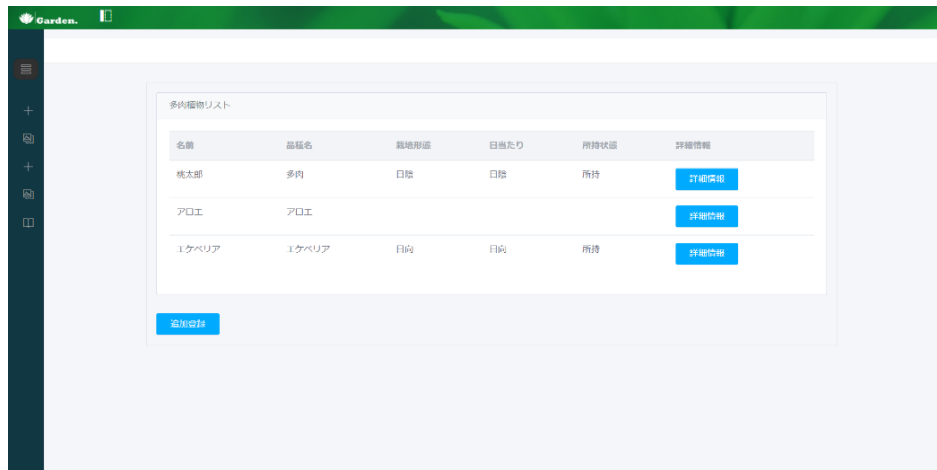 Garden.
多肉植物リスト
名前 品種名 栽培形態 日当たり 所持状態 詳細情報
桃太郎 多肉 日陰 日陰 所持 詳細情報
アロエ アロエ 詳細情報
エケベリア エケベリア 日向 日向 所持 詳細情報
追加登録